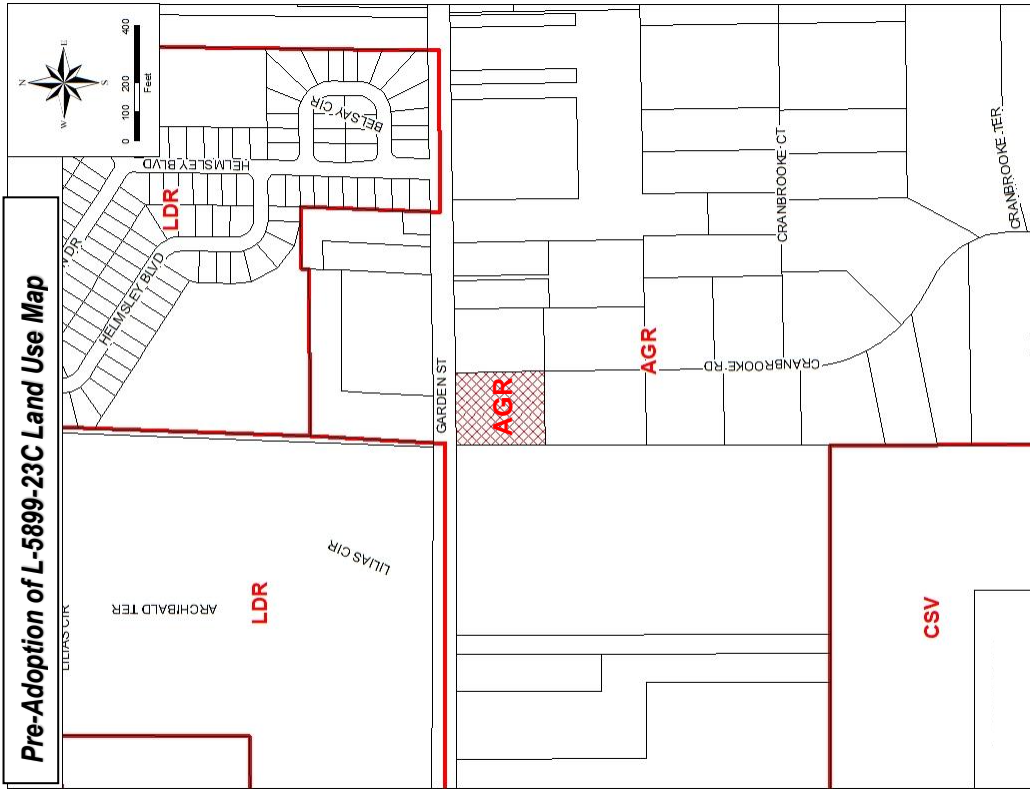 Pre-Adoption of L-5899-23C Land Use Map
N
E
S
W
0 100 200 400
Feet
HELMSLEY BLVD
BELSAY CIR
LDR
HELMSLEY BLVD
GARDEN ST
LILIAS CIR
ARCHIBALD TER
LILIAS CIR
LDR
AGR
AGR
CRANBROOKE CT
CRANBROOKE RD
CRANBROOKE TER
CSV